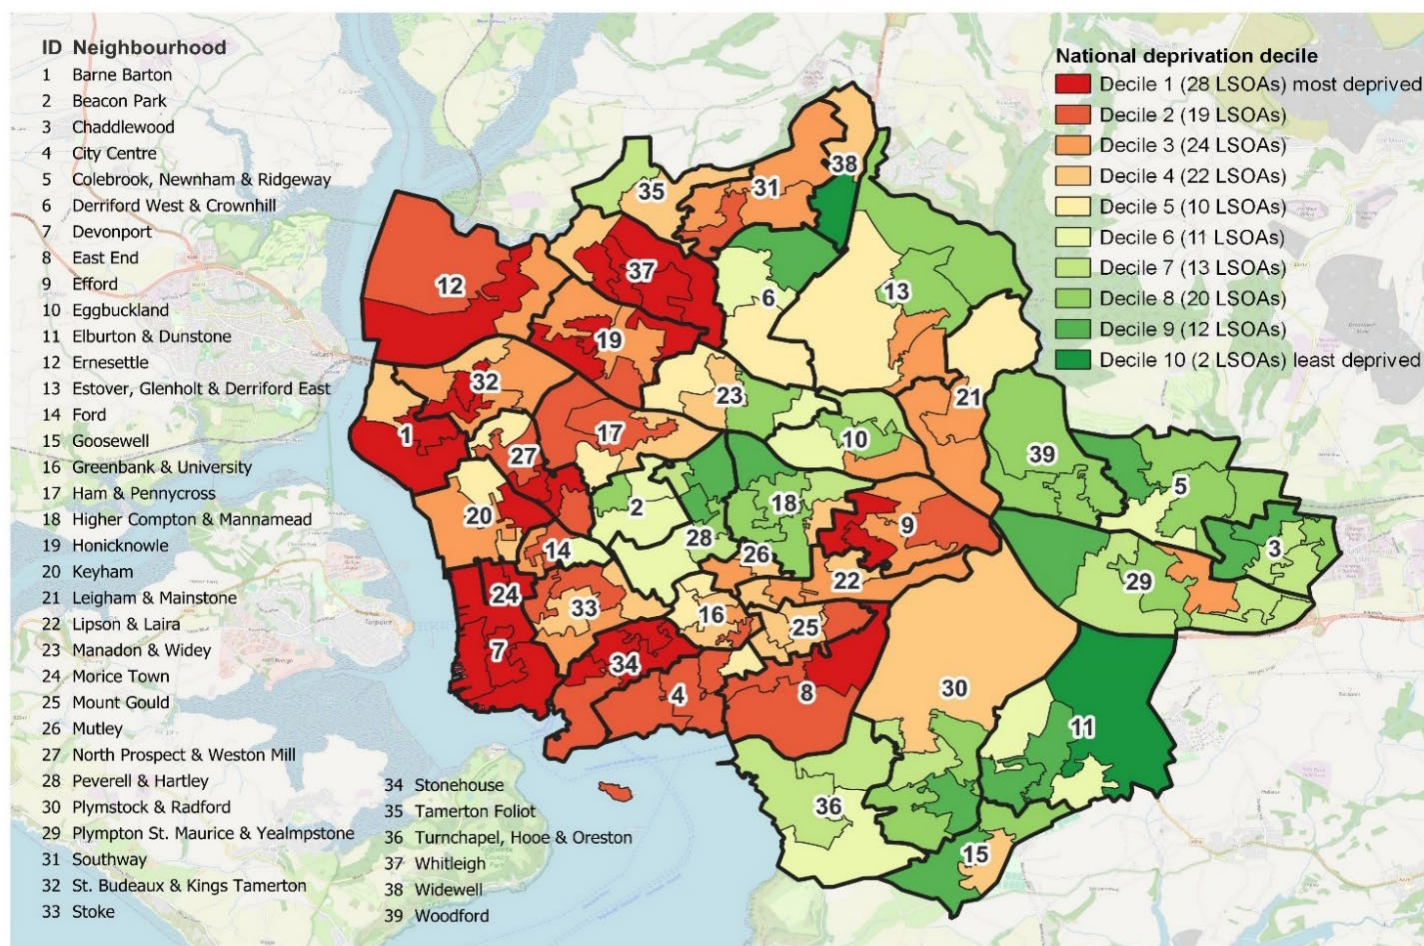 ID Neighbourhood
1 Barne Barton
2 Beacon Park
3 Chaddlewood
4 City Centre
5 Colebrook, Newnham & Ridgeway
6 Derriford West & Crownhill
7 Devonport
8 East End
9 Efford
10 Eggbuckland
11 Elburton & Dunstone
12 Ernesettle
13 Estover, Glenholt & Derriford East
14 Ford
15 Goosewell
16 Greenbank & University
17 Ham & Pennycross
18 Higher Compton & Mannamead
19 Honicknowle
20 Keyham
21 Leigham & Mainstone
22 Lipson & Laira
23 Manadon & Widey
24 Morice Town
25 Mount Gould
26 Mutley
27 North Prospect & Weston Mill
28 Peverell & Hartley
30 Plymstock & Radford
29 Plympton St. Maurice & Yealmpstone
31 Southway
32 St. Budeaux & Kings Tamerton
33 Stoke
34 Stonehouse
35 Tamerton Foliot
36 Turnchapel, Hooe & Oreston
37 Whitleigh
38 Widewell
39 Woodford
National deprivation decile
Decile 1 (28 LSOAs) most deprived
Decile 2 (19 LSOAs)
Decile 3 (24 LSOAs)
Decile 4 (22 LSOAs)
Decile 5 (10 LSOAs)
Decile 6 (11 LSOAs)
Decile 7 (13 LSOAs)
Decile 8 (20 LSOAs)
Decile 9 (12 LSOAs)
Decile 10 (2 LSOAs) least deprived
38
35
31
37
12
6
13
19
32
23
21
1
17
10
27
39
5
2
18
20
9
28
14
26
3
22
29
24
33
16
25
7
34
4
8
30
11
36
15